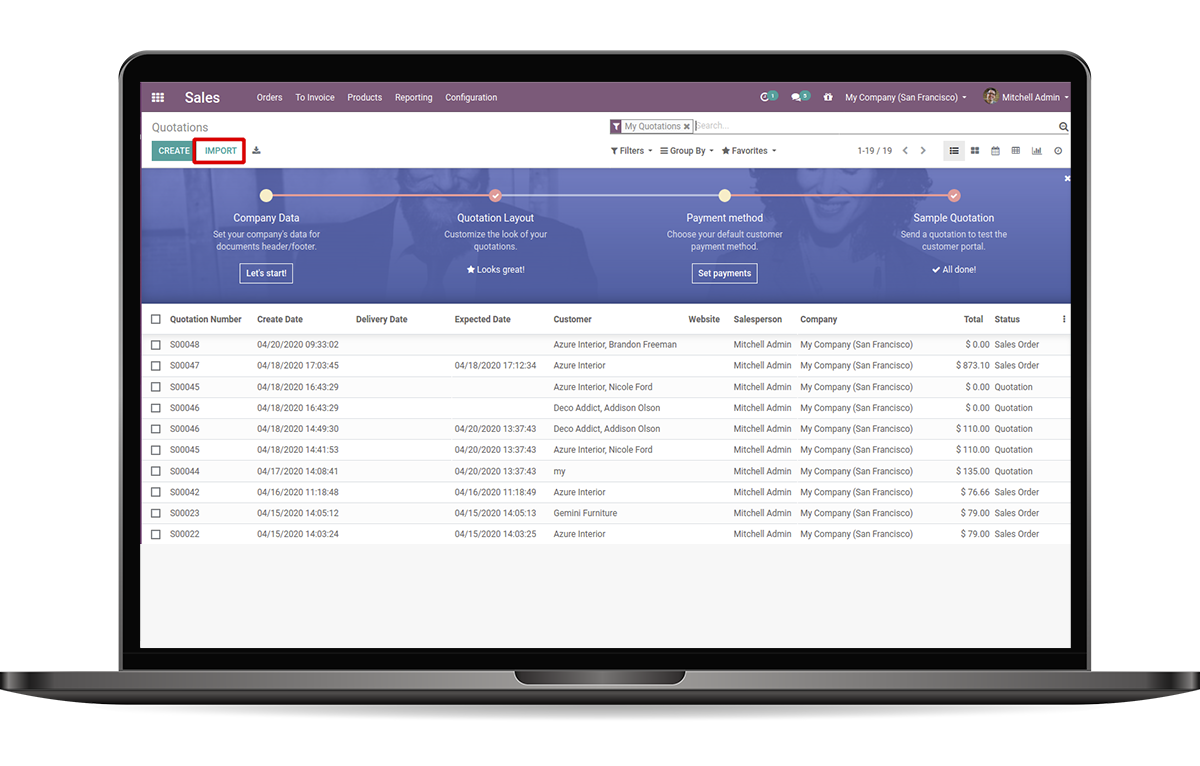 Sales Orders To Invoice Products Reporting Configuration 1 5 My Company (San Francisco) Mitchell Admin
Quotations My Quotations Search...
CREATE IMPORT Filters Group By Favorites 1-19 / 19
Company Data Quotation Layout Payment method Sample Quotation
Set your company's data for Customize the look of your Choose your default customer Send a quotation to test the
documents header/footer. quotations. payment method. customer portal.
Let's start! Looks great! Set payments All done!
Quotation Number Create Date Delivery Date Expected Date Customer Website Salesperson Company Total Status
S00048 04/20/2020 09:33:02 Azure Interior, Brandon Freeman Mitchell Admin My Company (San Francisco) $ 0.00 Sales Order
S00047 04/18/2020 17:03:45 04/18/2020 17:12:34 Azure Interior Mitchell Admin My Company (San Francisco) $ 873.10 Sales Order
S00045 04/18/2020 16:43:29 Azure Interior, Nicole Ford Mitchell Admin My Company (San Francisco) $ 0.00 Quotation
S00046 04/18/2020 16:43:29 Deco Addict, Addison Olson Mitchell Admin My Company (San Francisco) $ 0.00 Quotation
S00046 04/18/2020 14:49:30 04/20/2020 13:37:43 Deco Addict, Addison Olson Mitchell Admin My Company (San Francisco) $ 110.00 Quotation
S00045 04/18/2020 14:41:53 04/20/2020 13:37:43 Azure Interior, Nicole Ford Mitchell Admin My Company (San Francisco) $ 110.00 Quotation
S00044 04/17/2020 14:08:41 04/20/2020 13:37:43 my Mitchell Admin My Company (San Francisco) $ 135.00 Quotation
S00042 04/16/2020 11:18:48 04/16/2020 11:18:49 Azure Interior Mitchell Admin My Company (San Francisco) $ 76.66 Sales Order
S00023 04/15/2020 14:05:12 04/15/2020 14:05:13 Gemini Furniture Mitchell Admin My Company (San Francisco) $ 79.00 Sales Order
S00022 04/15/2020 14:03:24 04/15/2020 14:03:25 Azure Interior Mitchell Admin My Company (San Francisco) $ 79.00 Sales Order